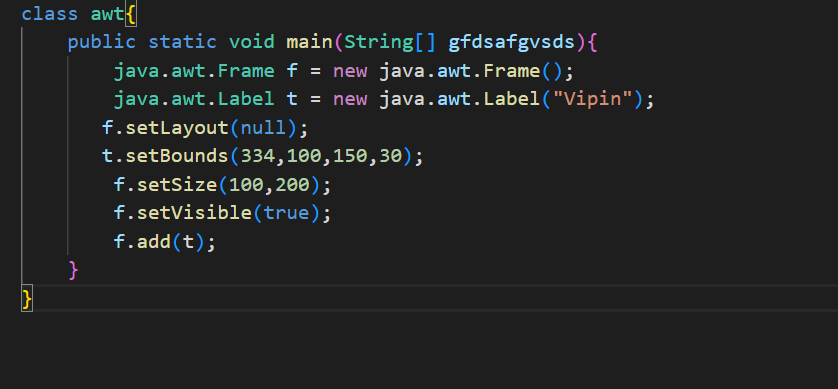 class awt{
    public static void main(String[] gfdsafgvsds){
        java.awt.Frame f = new java.awt.Frame();
        java.awt.Label t = new java.awt.Label("Vipin");
       f.setLayout(null);
       t.setBounds(334,100,150,30);
        f.setSize(100,200);
        f.setVisible(true);
        f.add(t);
    }
}